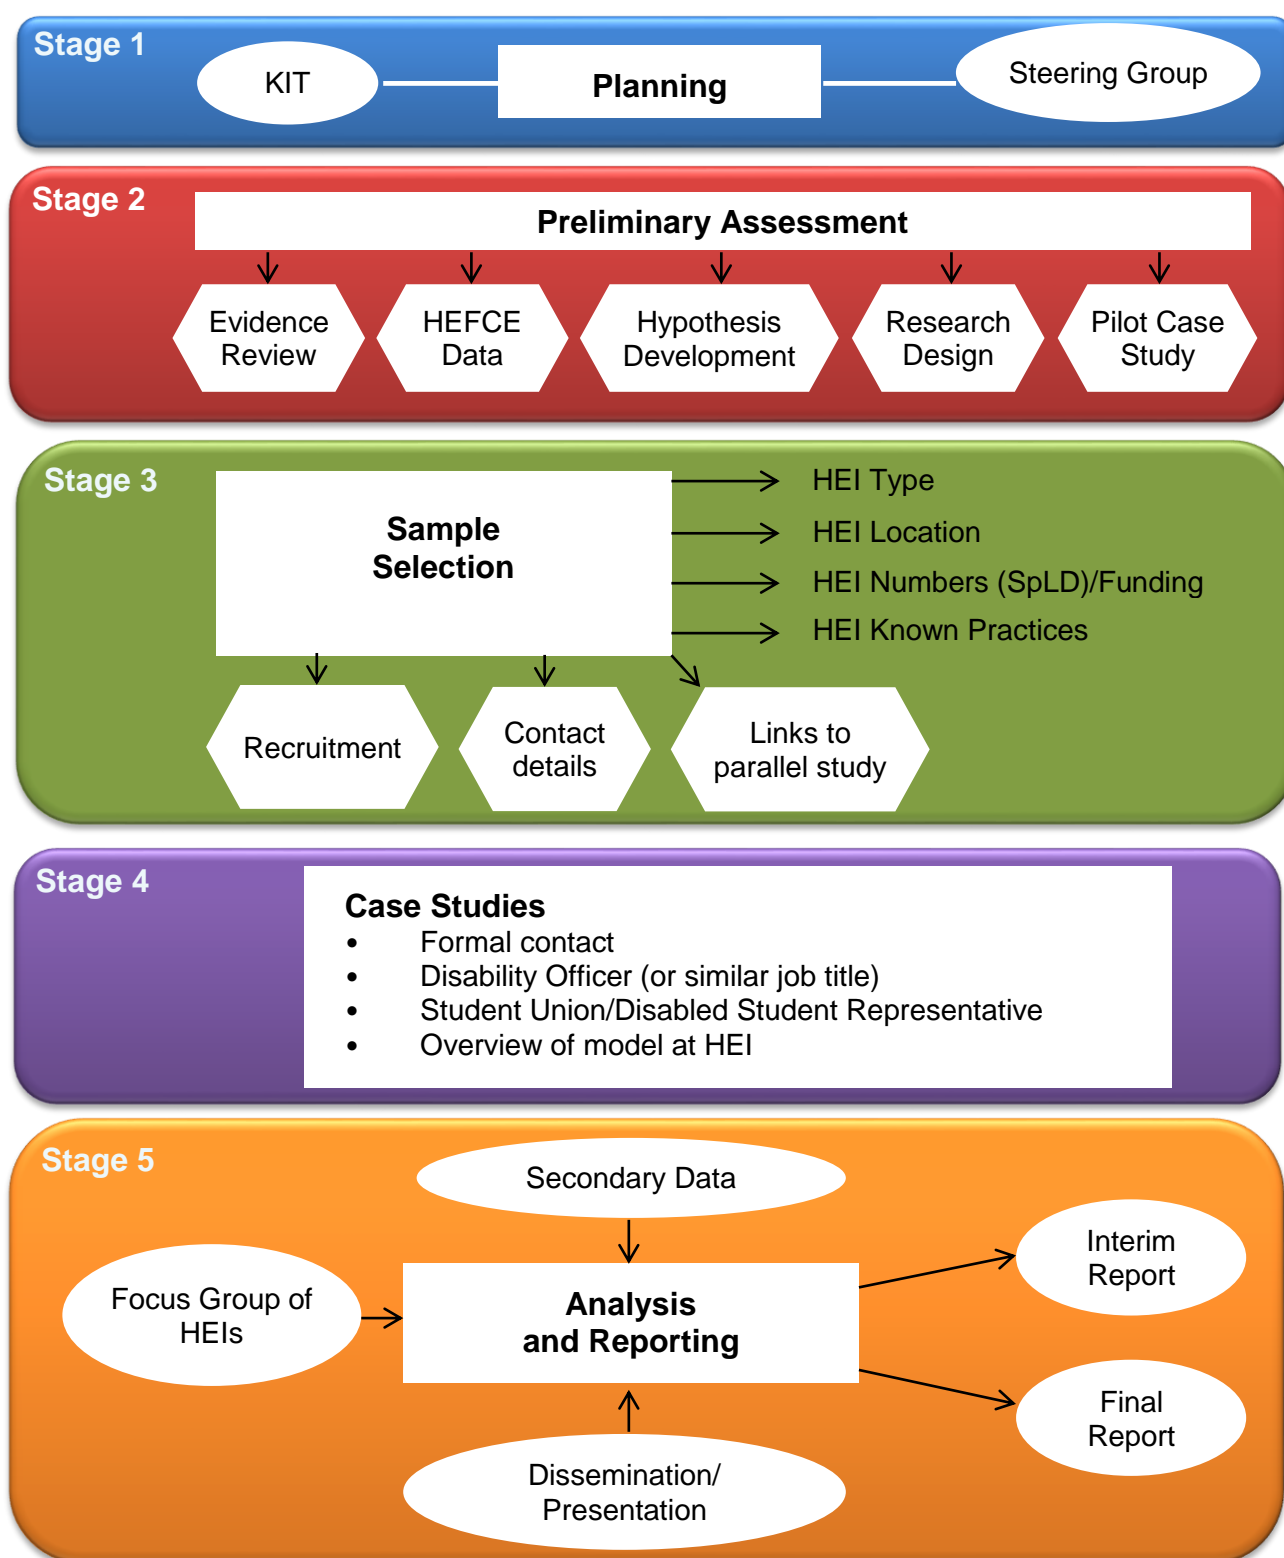 Stage 1
KIT
Planning
Steering Group
Stage 2
Preliminary Assessment
Evidence
Review
HEFCE
Data
Hypothesis
Development
Research
Design
Pilot Case
Study
Stage 3
Sample
Selection
HEI Type
HEI Location
HEI Numbers (SpLD)/Funding
HEI Known Practices
Recruitment
Contact
details
Links to
parallel study
Stage 4
Case Studies
• Formal contact
• Disability Officer (or similar job title)
• Student Union/Disabled Student Representative
• Overview of model at HEI
Stage 5
Secondary Data
Focus Group of
HEIs
Analysis
and Reporting
Interim
Report
Final
Report
Dissemination/
Presentation